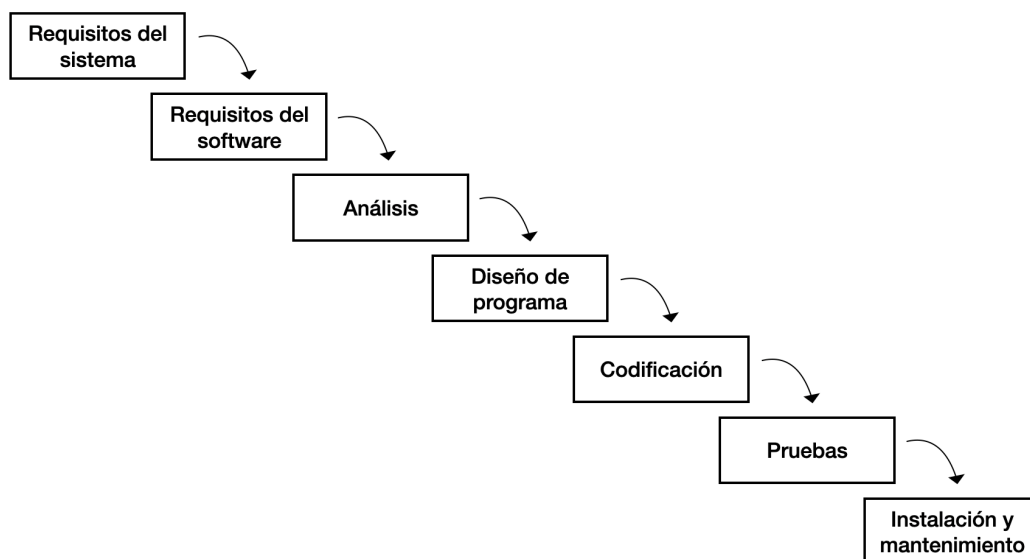 Requisitos del
sistema
Requisitos del
software
Análisis
Diseño de
programa
Codificación
Pruebas
Instalación y
mantenimiento